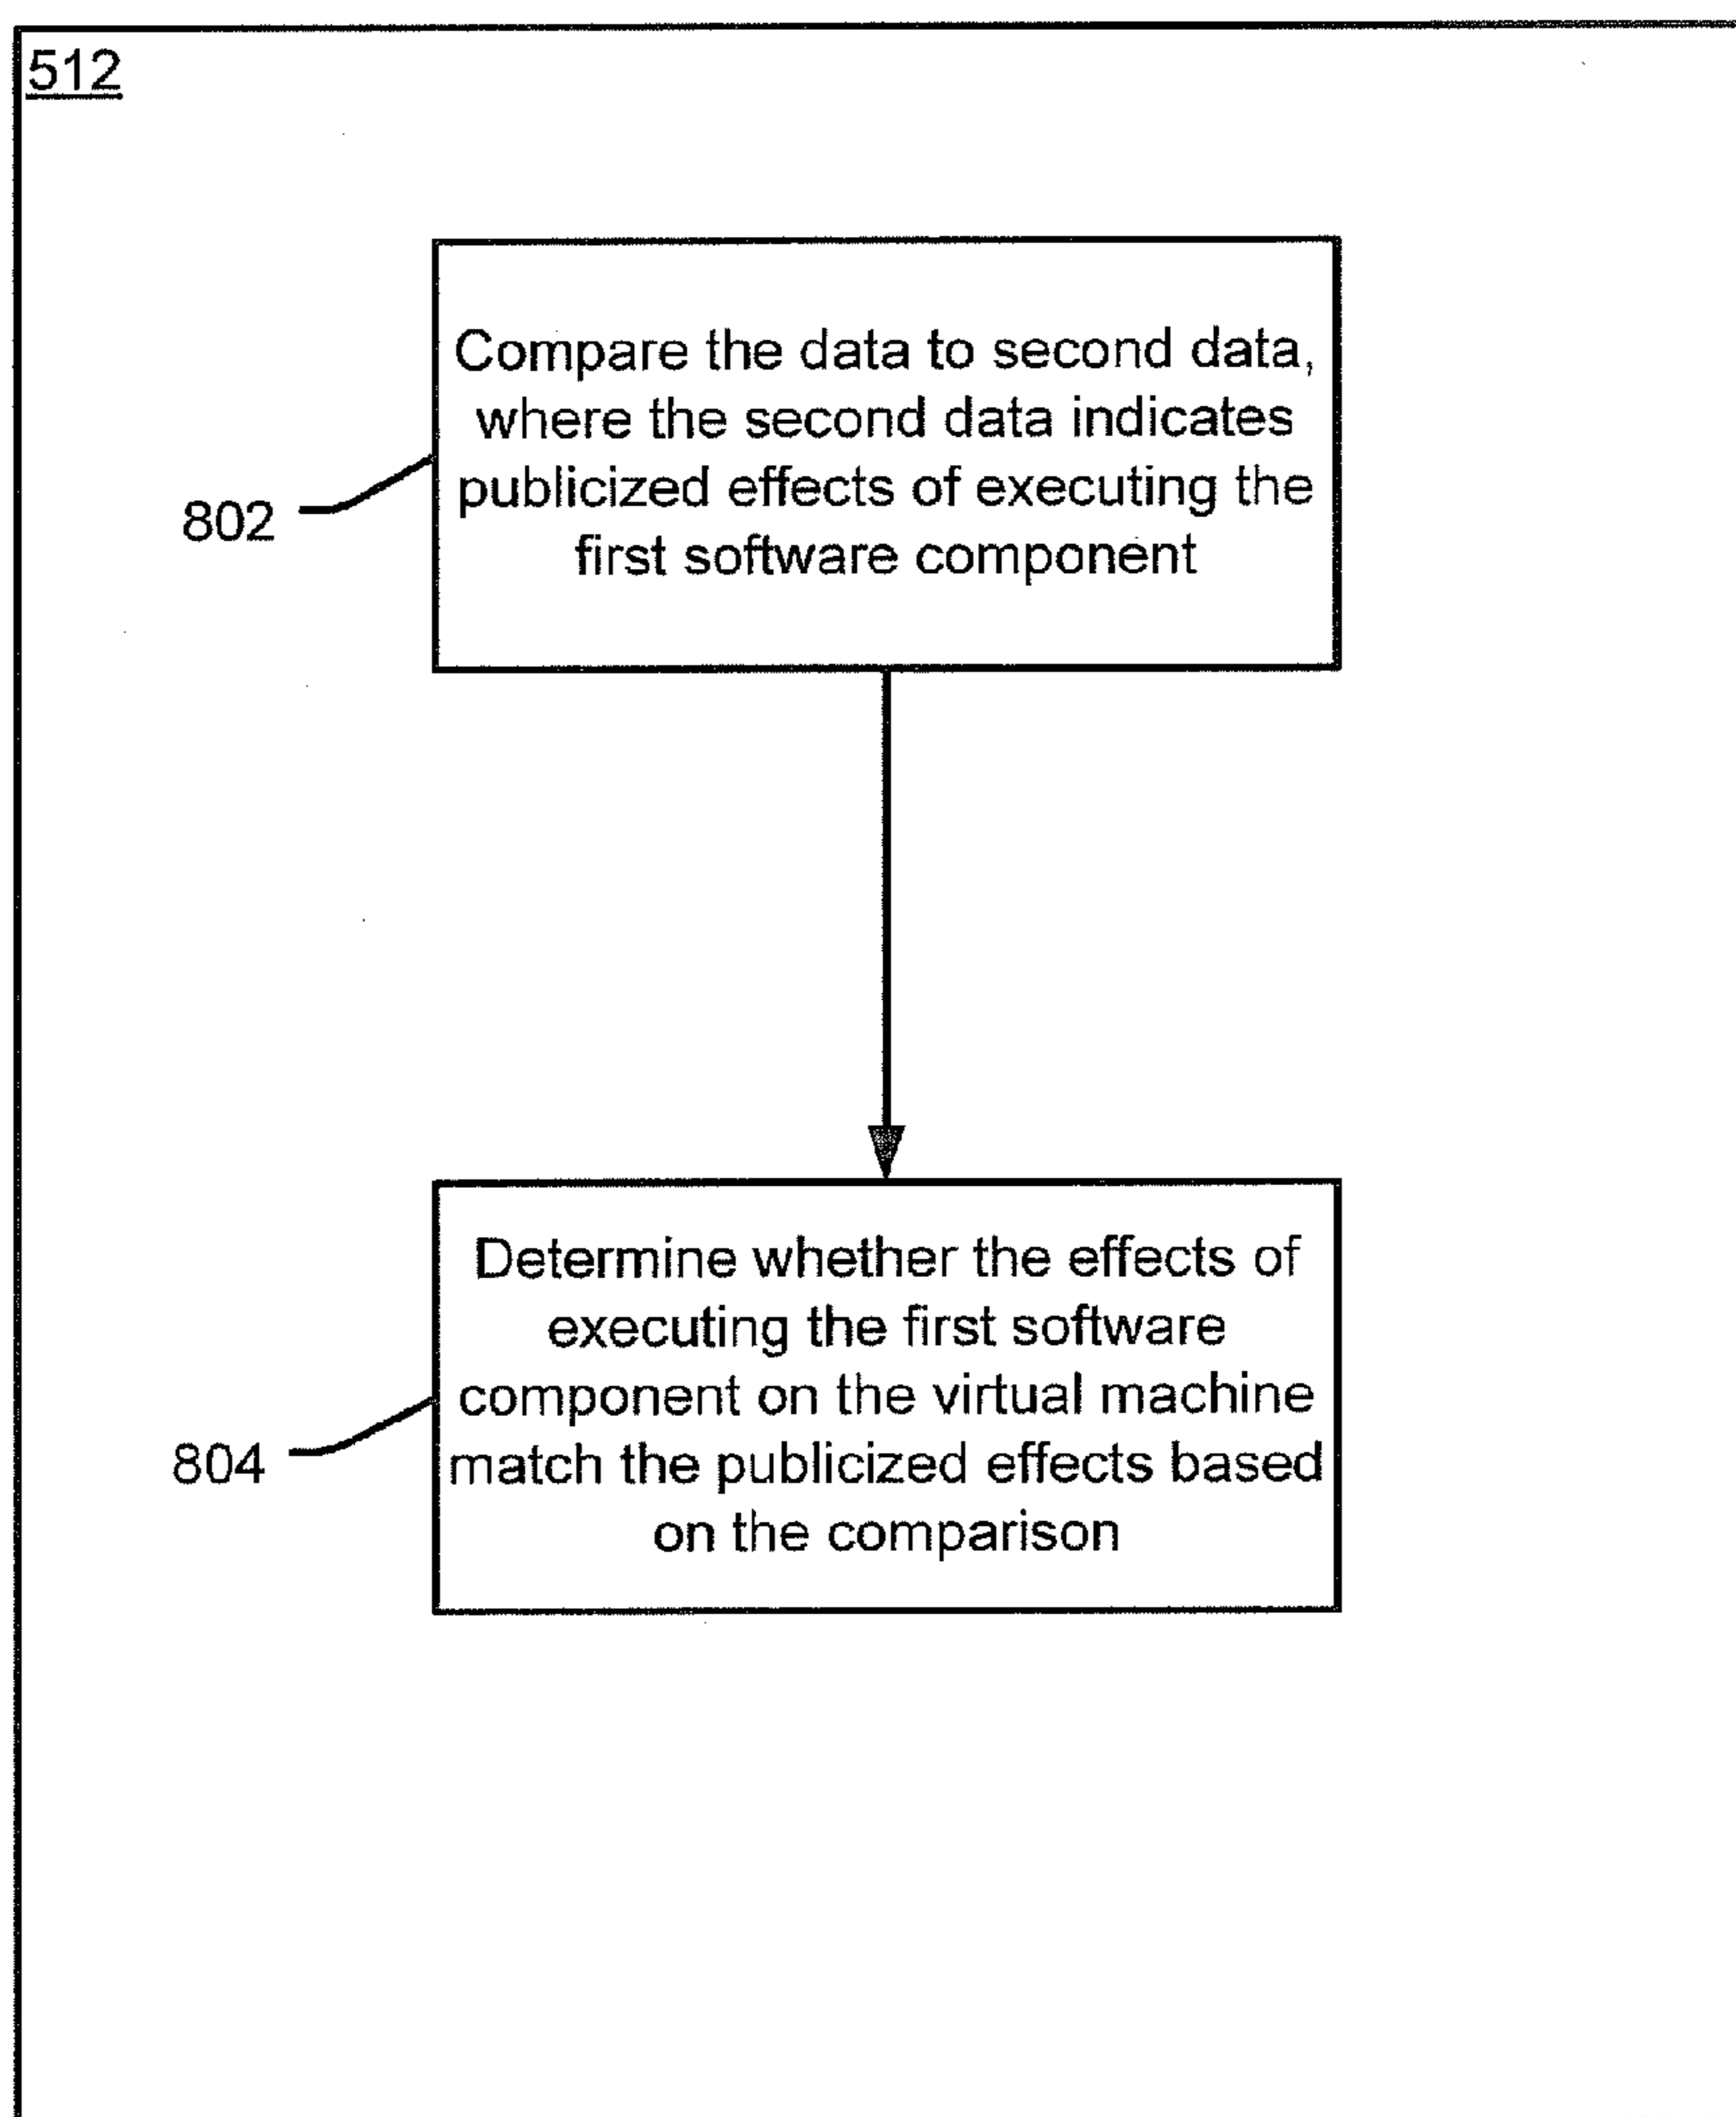 512
Compare the data to second data,
where the second data indicates
publicized effects of executing the
first software component
802
Determine whether the effects of
executing the first software
component on the virtual machine
match the publicized effects based
on the comparison
804